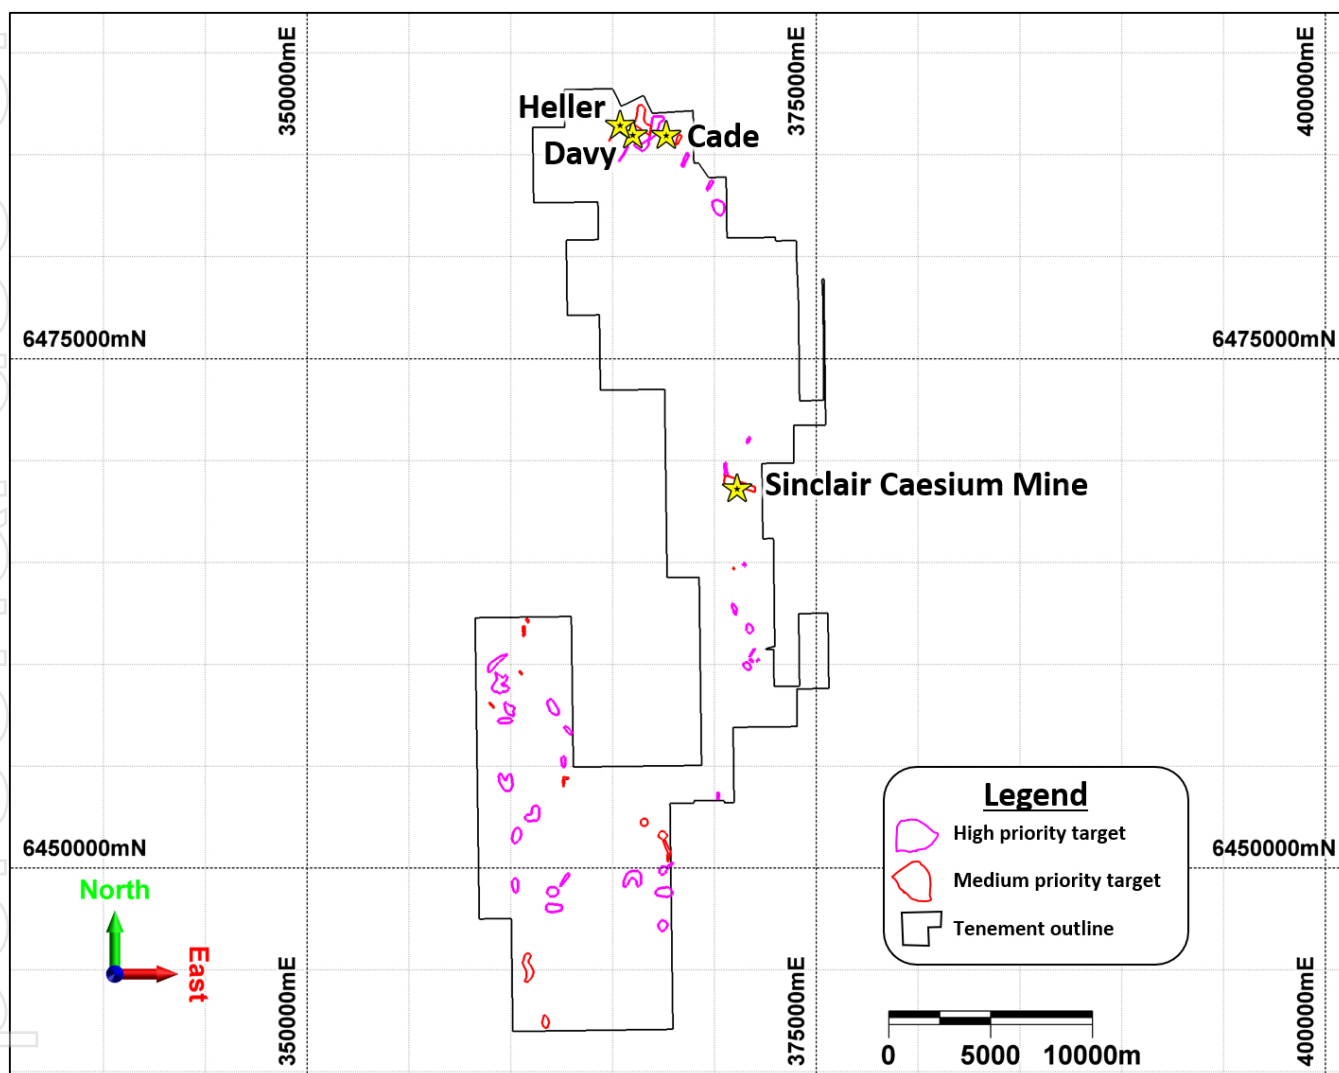 350000mE
375000mE
400000mE
Heller
Cade
Davy
6475000mN
6475000mN
Sinclair Caesium Mine
Legend
High priority target
Medium priority target
Tenement outline
6450000mN
6450000mN
North
East
350000mE
375000mE
400000mE
0 5000 10000m